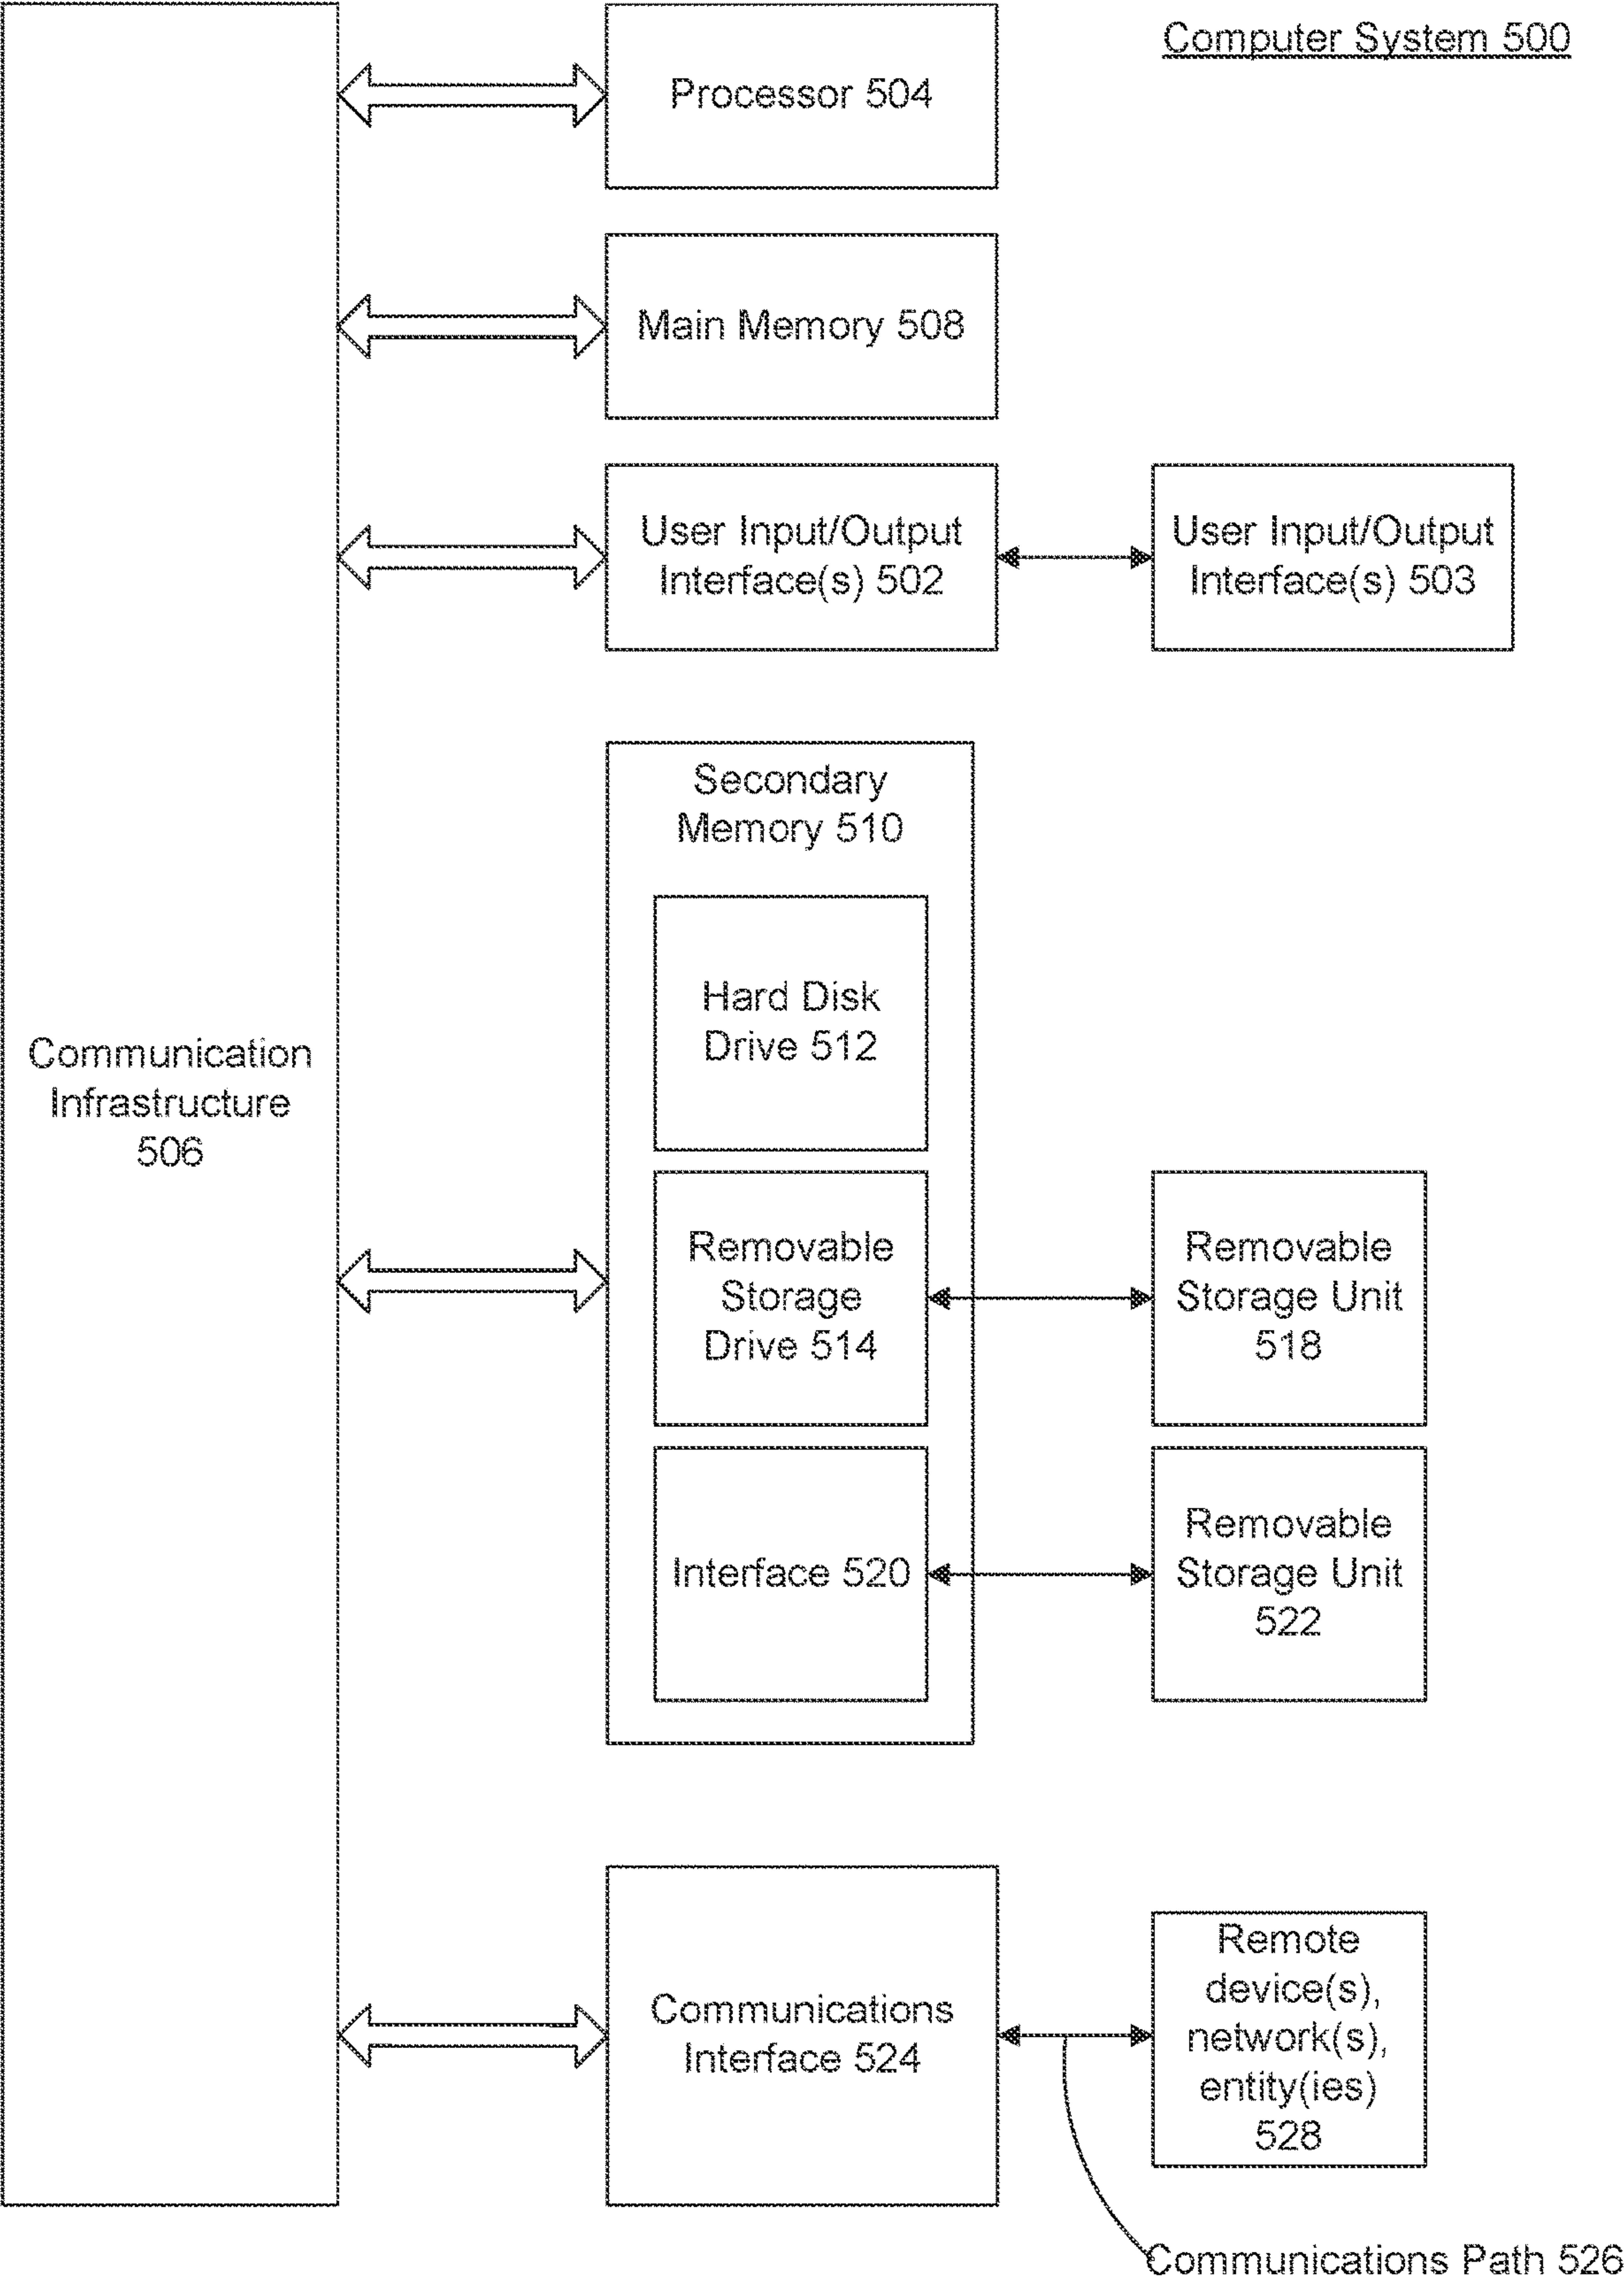 Computer System 500
Processor 504
Main Memory 508
User Input/Output
Interface(s) 502
User Input/Output
Interface(s) 503
Secondary
Memory 510
Hard Disk
Drive 512
Communication
Infrastructure
506
Removable
Storage
Drive 514
Removable
Storage Unit
518
Interface 520
Removable
Storage Unit
522
Communications
Interface 524
Remote
device(s),
network(s),
entity(ies)
528
Communications Path 526